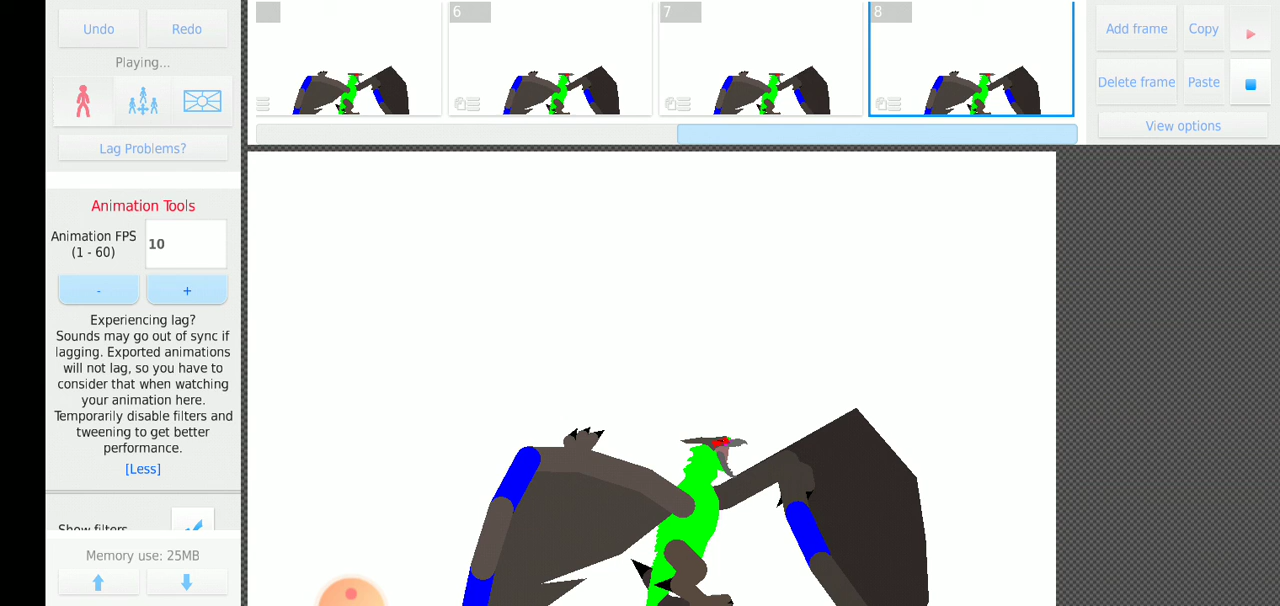 Undo
Redo
Playing...
Lag Problems?
Animation Tools
Animation FPS
(1 - 60)
10
-
+
Experiencing lag?
Sounds may go out of sync if
lagging. Exported animations
will not lag, so you have to
consider that when watching
your animation here.
Temporarily disable filters and
tweening to get better
performance.
[Less]
Show filters
Memory use: 25MB
6
7
8
Add frame
Copy
Delete frame
Paste
View options